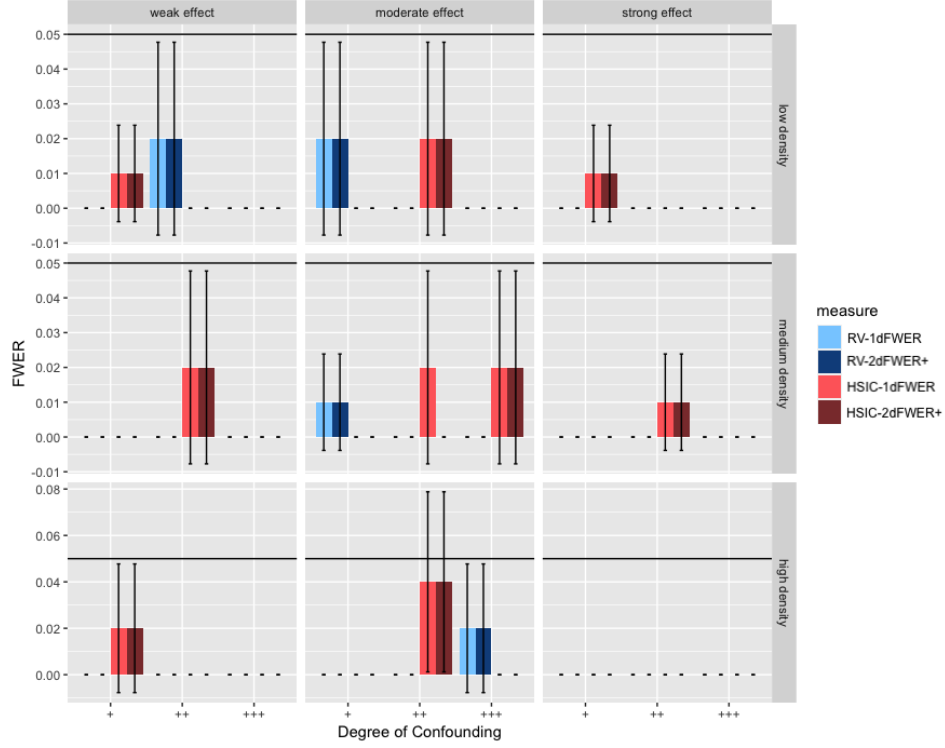 weak effect
moderate effect
strong effect
0.05
0.04
0.03
0.02
0.01
0.00
-0.01
low density
0.05
0.04
0.03
0.02
0.01
0.00
-0.01
medium density
0.08
0.06
0.04
0.02
0.00
high density
FWER
+
++
+++
+
++
+++
+
++
+++
Degree of Confounding
measure
RV-1dFWER
RV-2dFWER+
HSIC-1dFWER
HSIC-2dFWER+